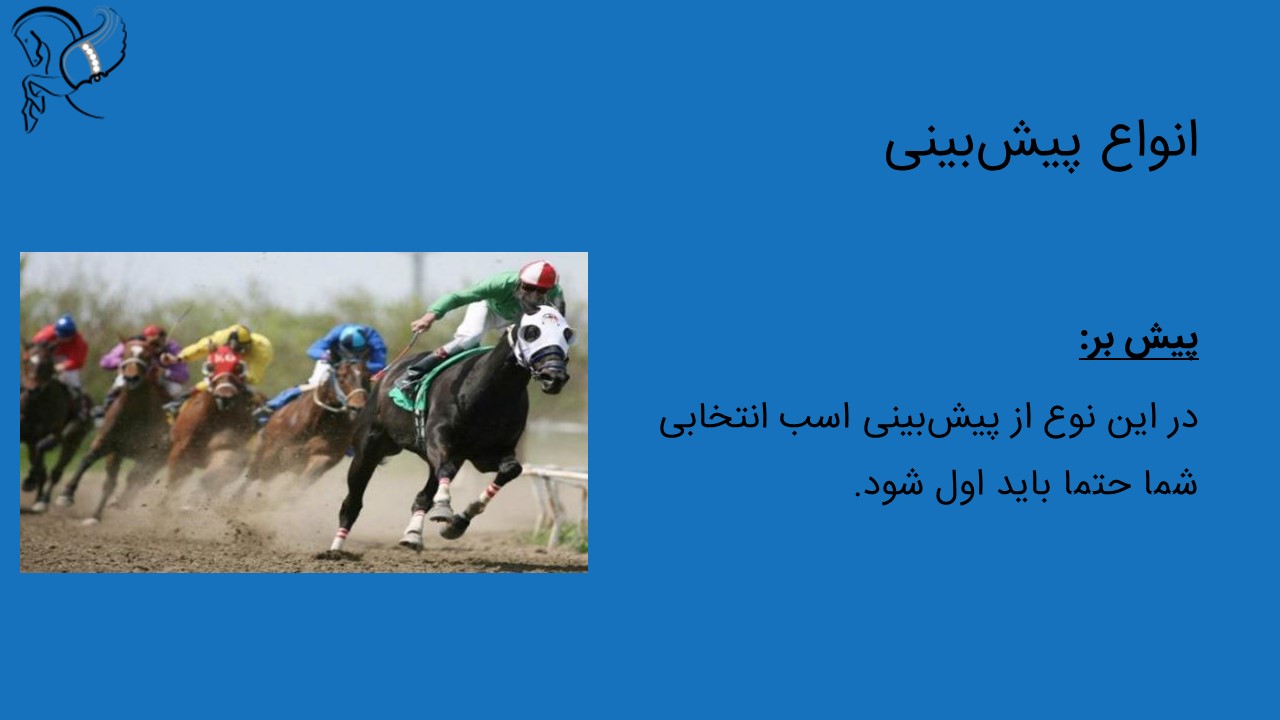 انواع پیش‌بینی
پیش بر:
در این نوع از پیش‌بینی اسب انتخابی
شما حتما باید اول شود.